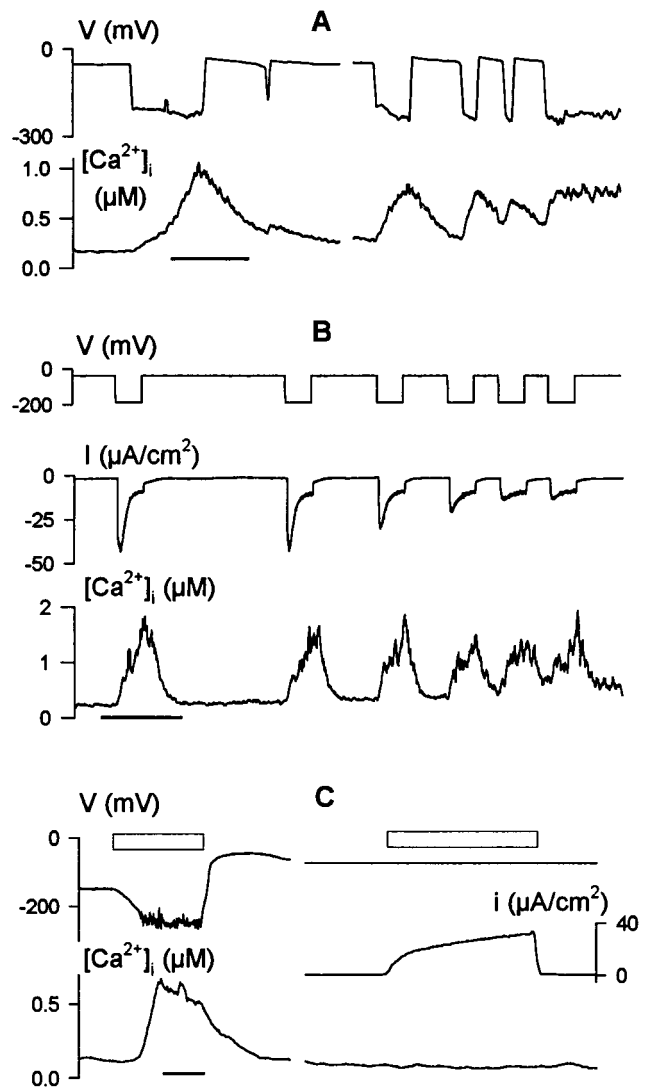 A
V (mV)
0
-300
[Ca²⁺]ᵢ
(µM)
1.0
0.5
0.0
B
V (mV)
0
-200
I (µA/cm²)
0
-25
-50
[Ca²⁺]ᵢ (µM)
2
1
0
C
V (mV)
0
-200
i (µA/cm²)
40
0
[Ca²⁺]ᵢ (µM)
0.5
0.0